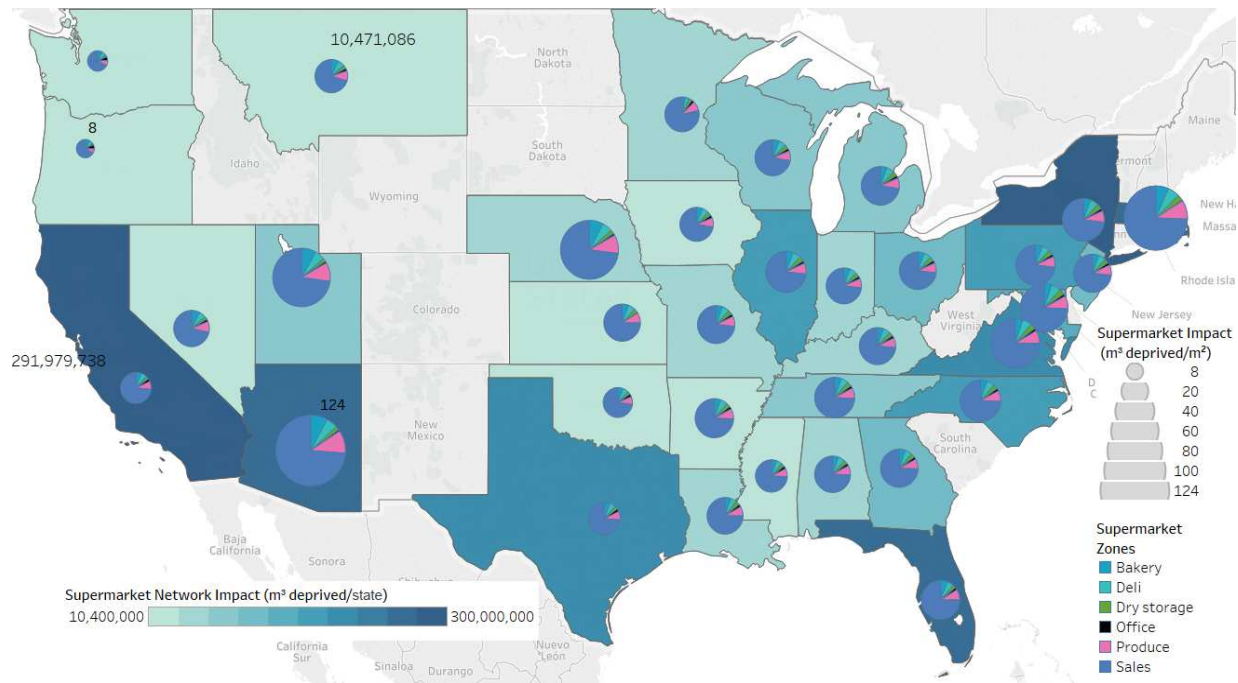 10,471,086
North
Dakota
Maine
8
South
Dakota
Idaho
Wyoming
ermont
New Ha
Massa
nn
Rhode Isla
Colorado
West
Virginia
New Jersey
291,979,738
124
New
Mexico
South
Carolina
D
C
Supermarket Impact
(m³ deprived/m²)
8
20
40
60
80
100
124
Baja
California
Sonora
Supermarket Network Impact (m³ deprived/state)
10,400,000
300,000,000
California
Sur
Sinaloa
Durango
Nuevo
León
Supermarket
Zones
Bakery
Deli
Dry storage
Office
Produce
Sales